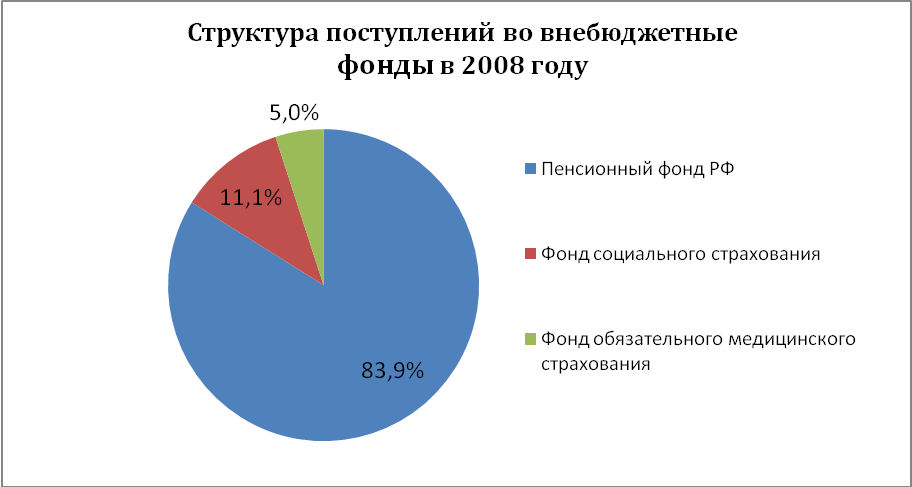 Структура поступлений во внебюджетные
фонды в 2008 году
5,0%
11,1%
83,9%
Пенсионный фонд РФ
Фонд социального страхования
Фонд обязательного медицинского
страхования